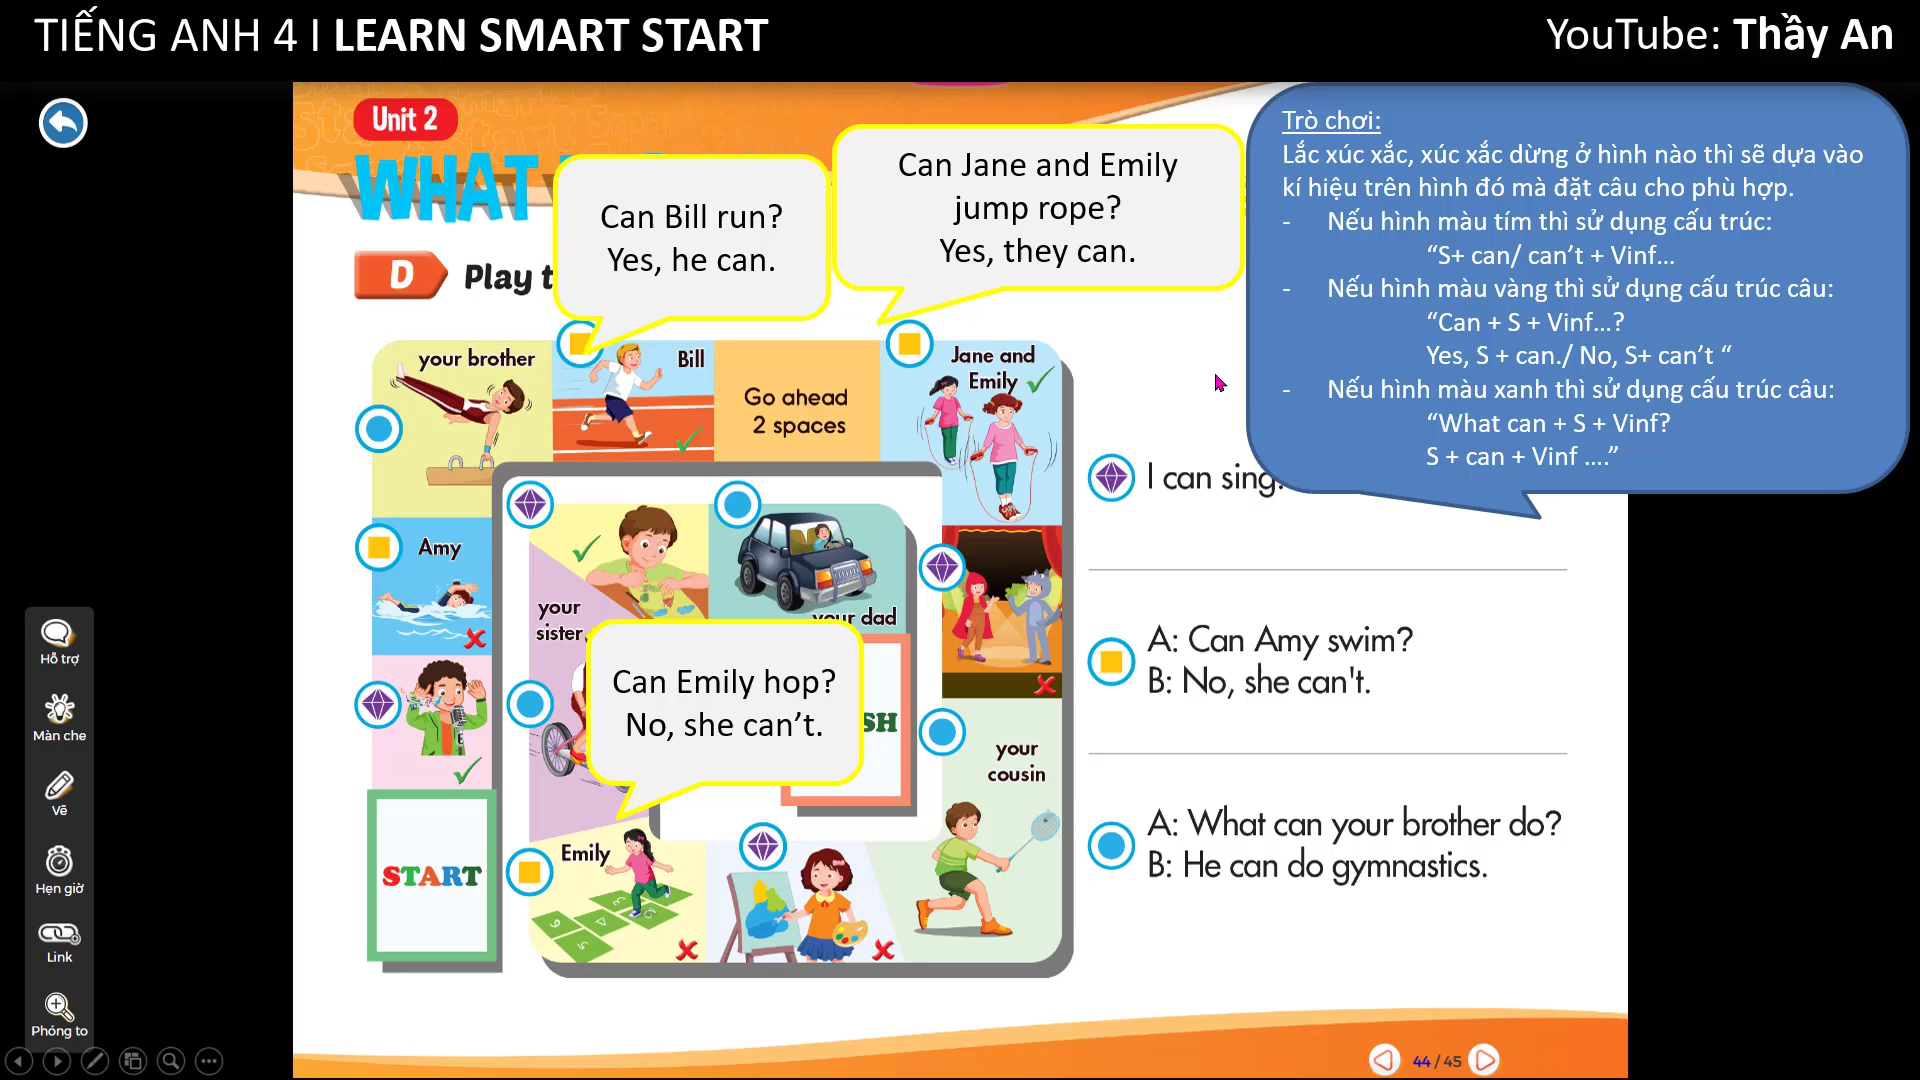 TIẾNG ANH 4 I LEARN SMART START
YouTube: Thầy An
Unit 2
WHAT
D Play
Can Bill run?
Yes, he can.
Can Jane and Emily
jump rope?
Yes, they can.
Trò chơi:
Lắc xúc xắc, xúc xắc dừng ở hình nào thì sẽ dựa vào
kí hiệu trên hình đó mà đặt câu cho phù hợp.
- Nếu hình màu tím thì sử dụng cấu trúc:
“S+ can/ can’t + Vinf...
- Nếu hình màu vàng thì sử dụng cấu trúc câu:
“Can + S + Vinf...?
Yes, S + can./ No, S+ can’t “
- Nếu hình màu xanh thì sử dụng cấu trúc câu:
“What can + S + Vinf?
S + can + Vinf ....”
your brother
Bill
Go ahead
2 spaces
Jane and
Emily
Amy
your
sister
your dad
Can Emily hop?
No, she can’t.
SH
your
cousin
START
Emily
I can sing.
A: Can Amy swim?
B: No, she can't.
A: What can your brother do?
B: He can do gymnastics.
Hỗ trợ
Màn che
Vẽ
Hẹn giờ
Link
Phóng to
44 / 45